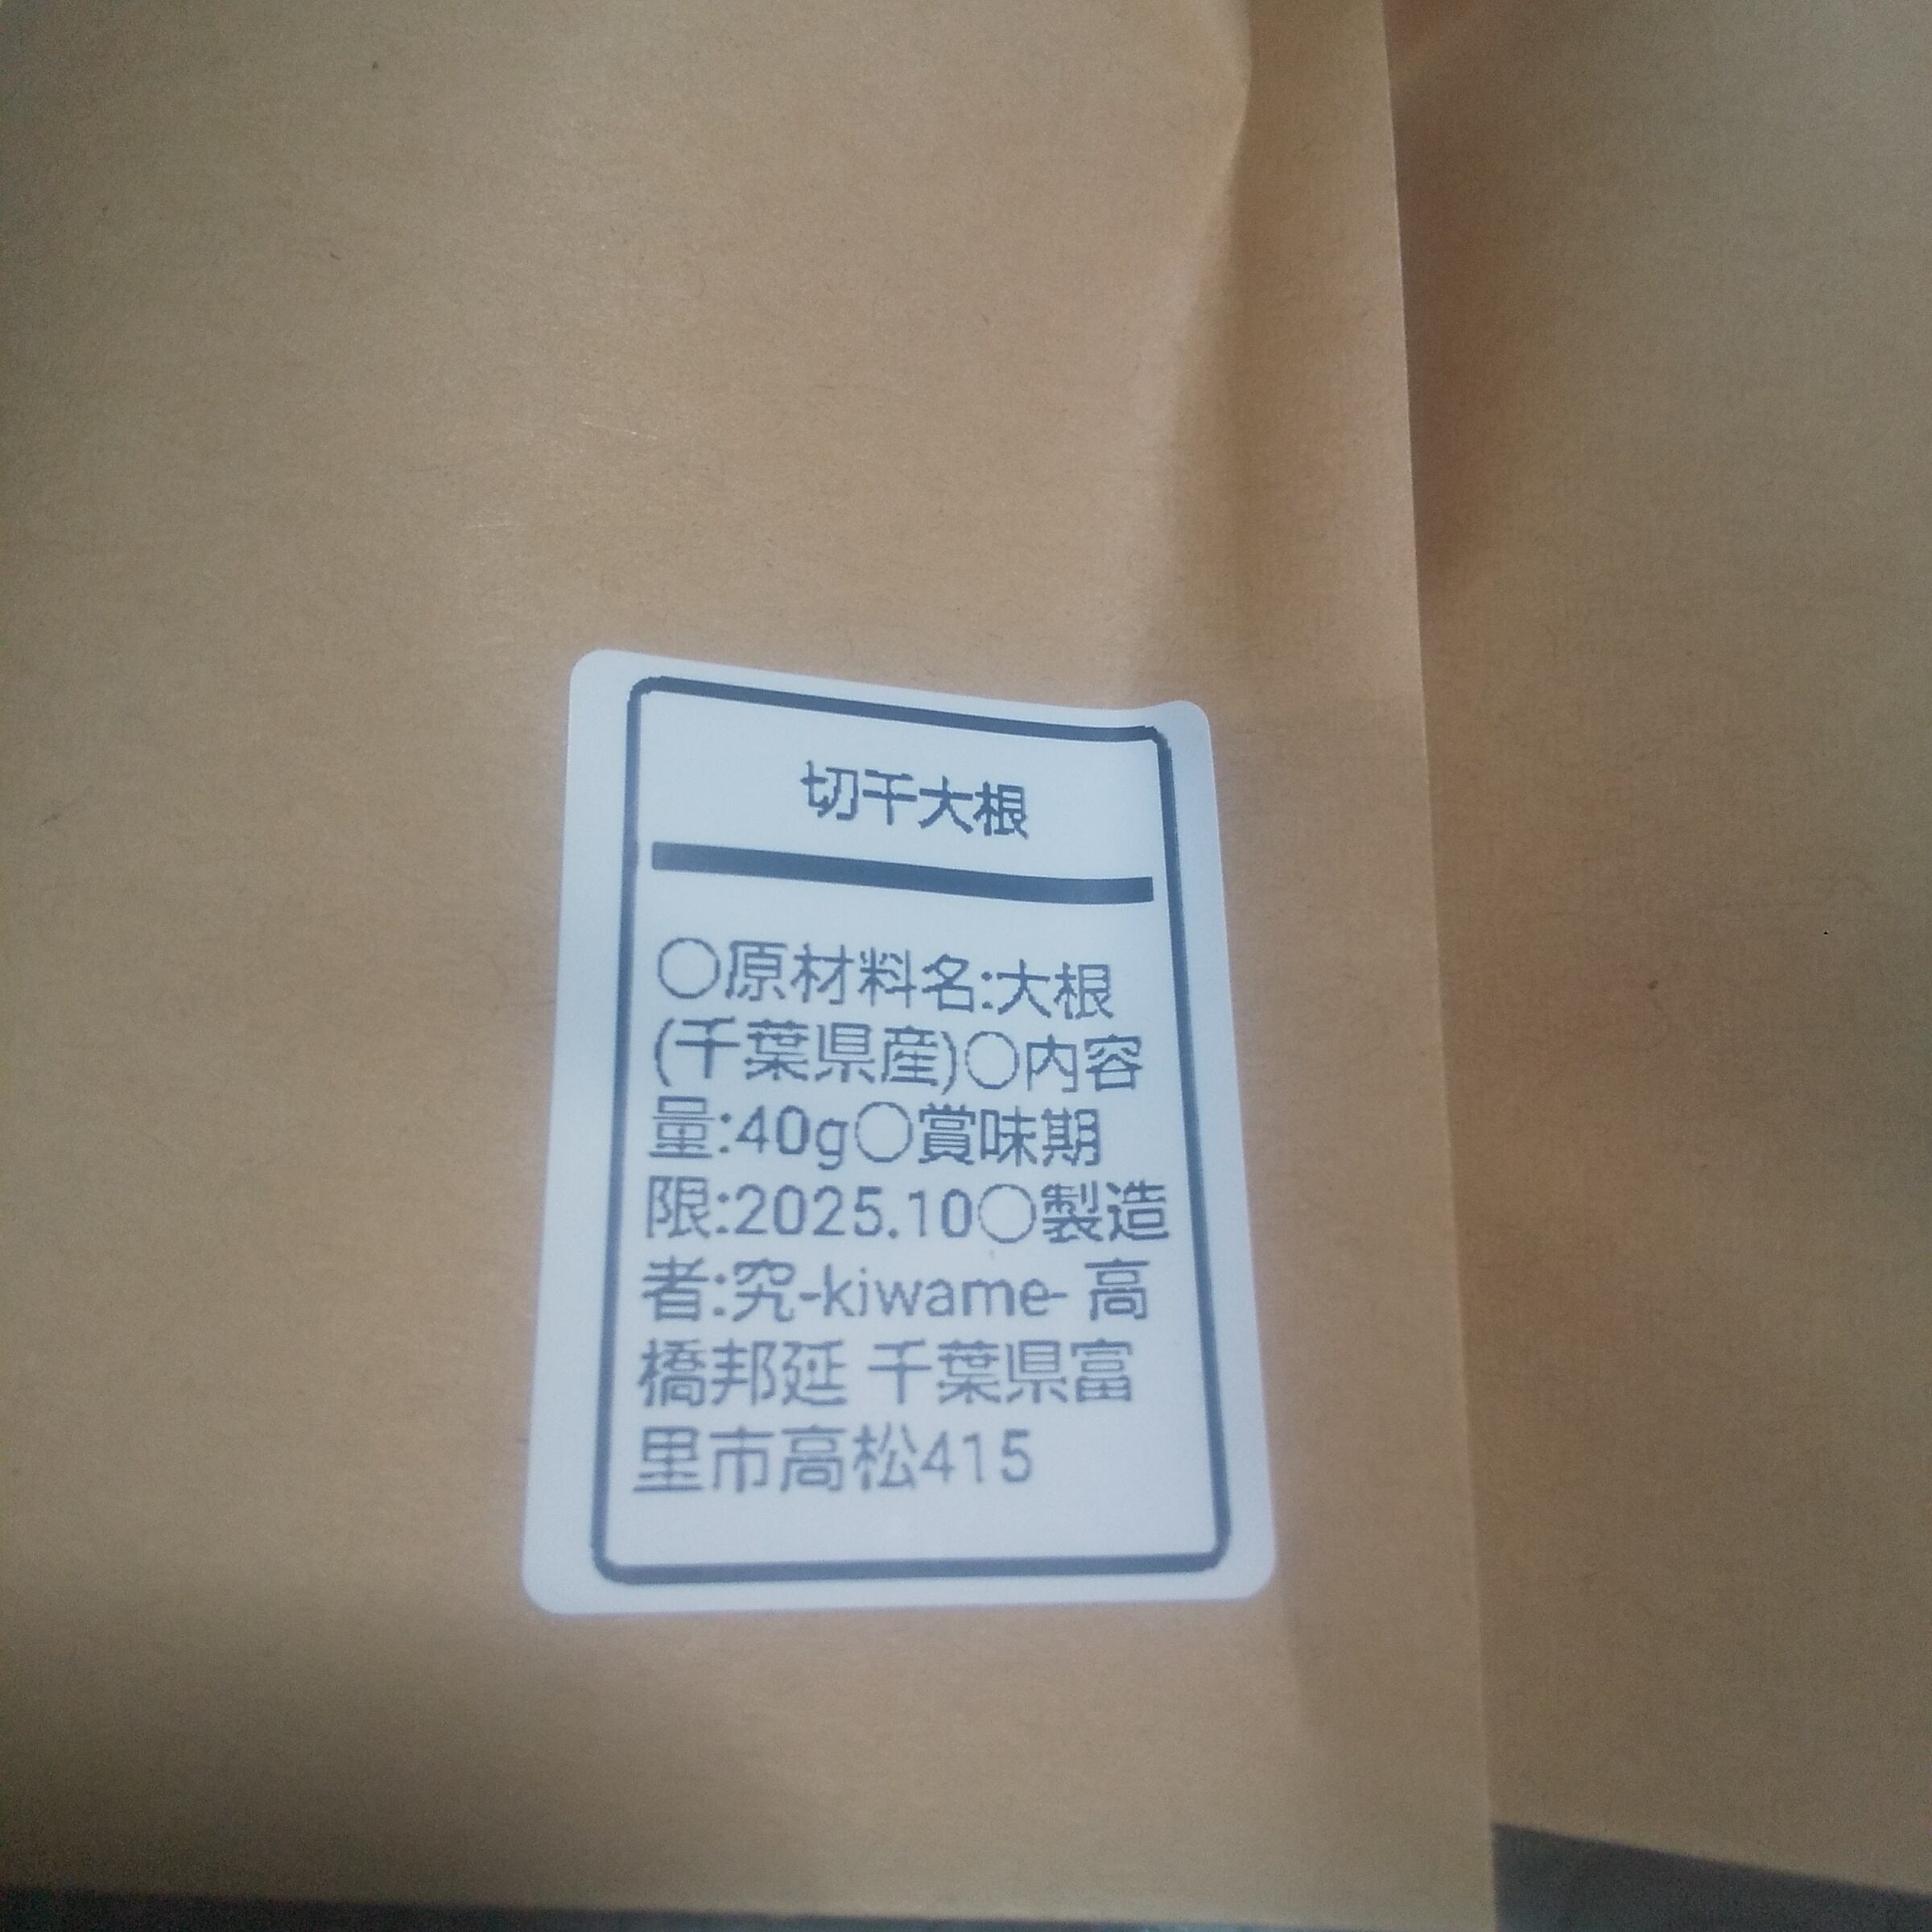 切干大根
○原材料名:大根
(千葉県産)○内容
量:40g○賞味期
限:2025.10○製造
者:究-kiwame- 高
橋邦延 千葉県富
里市高松415